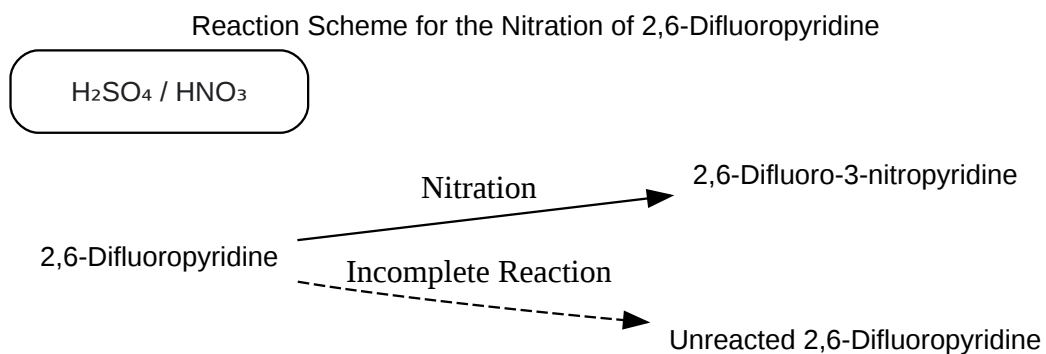 Reaction Scheme for the Nitration of 2,6-Difluoropyridine
H₂SO₄ / HNO₃
Nitration
2,6-Difluoro-3-nitropyridine
2,6-Difluoropyridine
Incomplete Reaction
Unreacted 2,6-Difluoropyridine